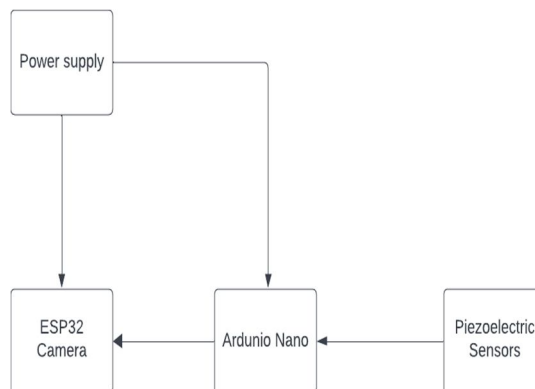 Power supply
ESP32
Camera
Ardunio Nano
Piezoelectric
Sensors